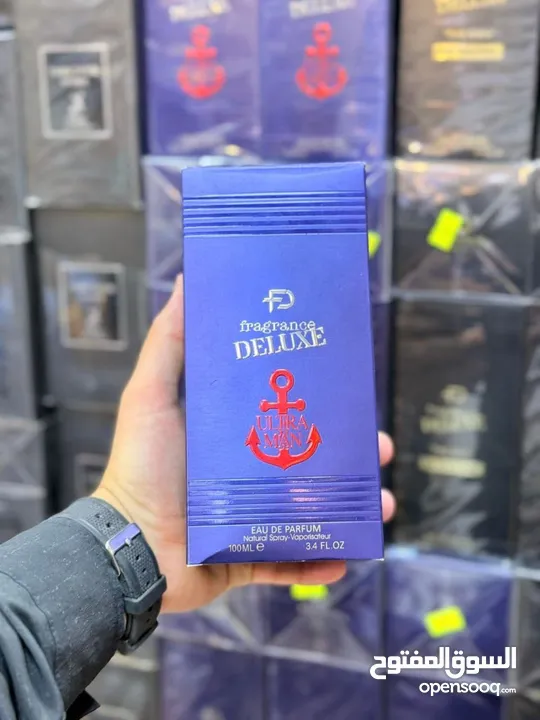 FD
fragrance
DELUXE
ULTRA
MAN
EAU DE PARFUM
Natural Spray-Vaporisateur
100ML ℮ 3.4 FL.OZ
السوق المفتوح
opensooq.com